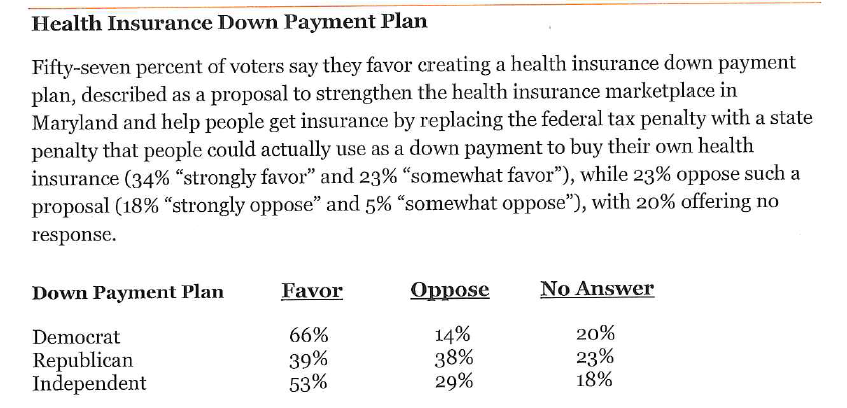 Health Insurance Down Payment Plan
Fifty-seven percent of voters say they favor creating a health insurance down payment
plan, described as a proposal to strengthen the health insurance marketplace in
Maryland and help people get insurance by replacing the federal tax penalty with a state
penalty that people could actually use as a down payment to buy their own health
insurance (34% “strongly favor” and 23% “somewhat favor”), while 23% oppose such a
proposal (18% “strongly oppose” and 5% “somewhat oppose”), with 20% offering no
response.
Down Payment Plan Favor Oppose No Answer
Democrat 66% 14% 20%
Republican 39% 38% 23%
Independent 53% 29% 18%